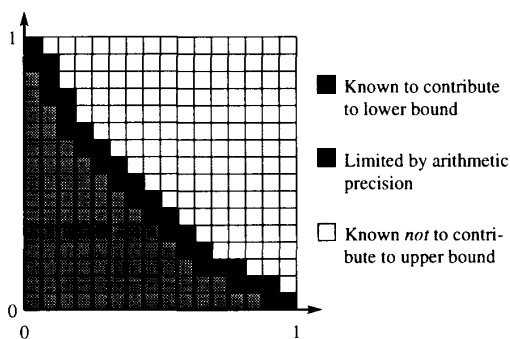 1
Known to contribute
to lower bound
Limited by arithmetic
precision
Known not to contri-
bute to upper bound
0
0
1